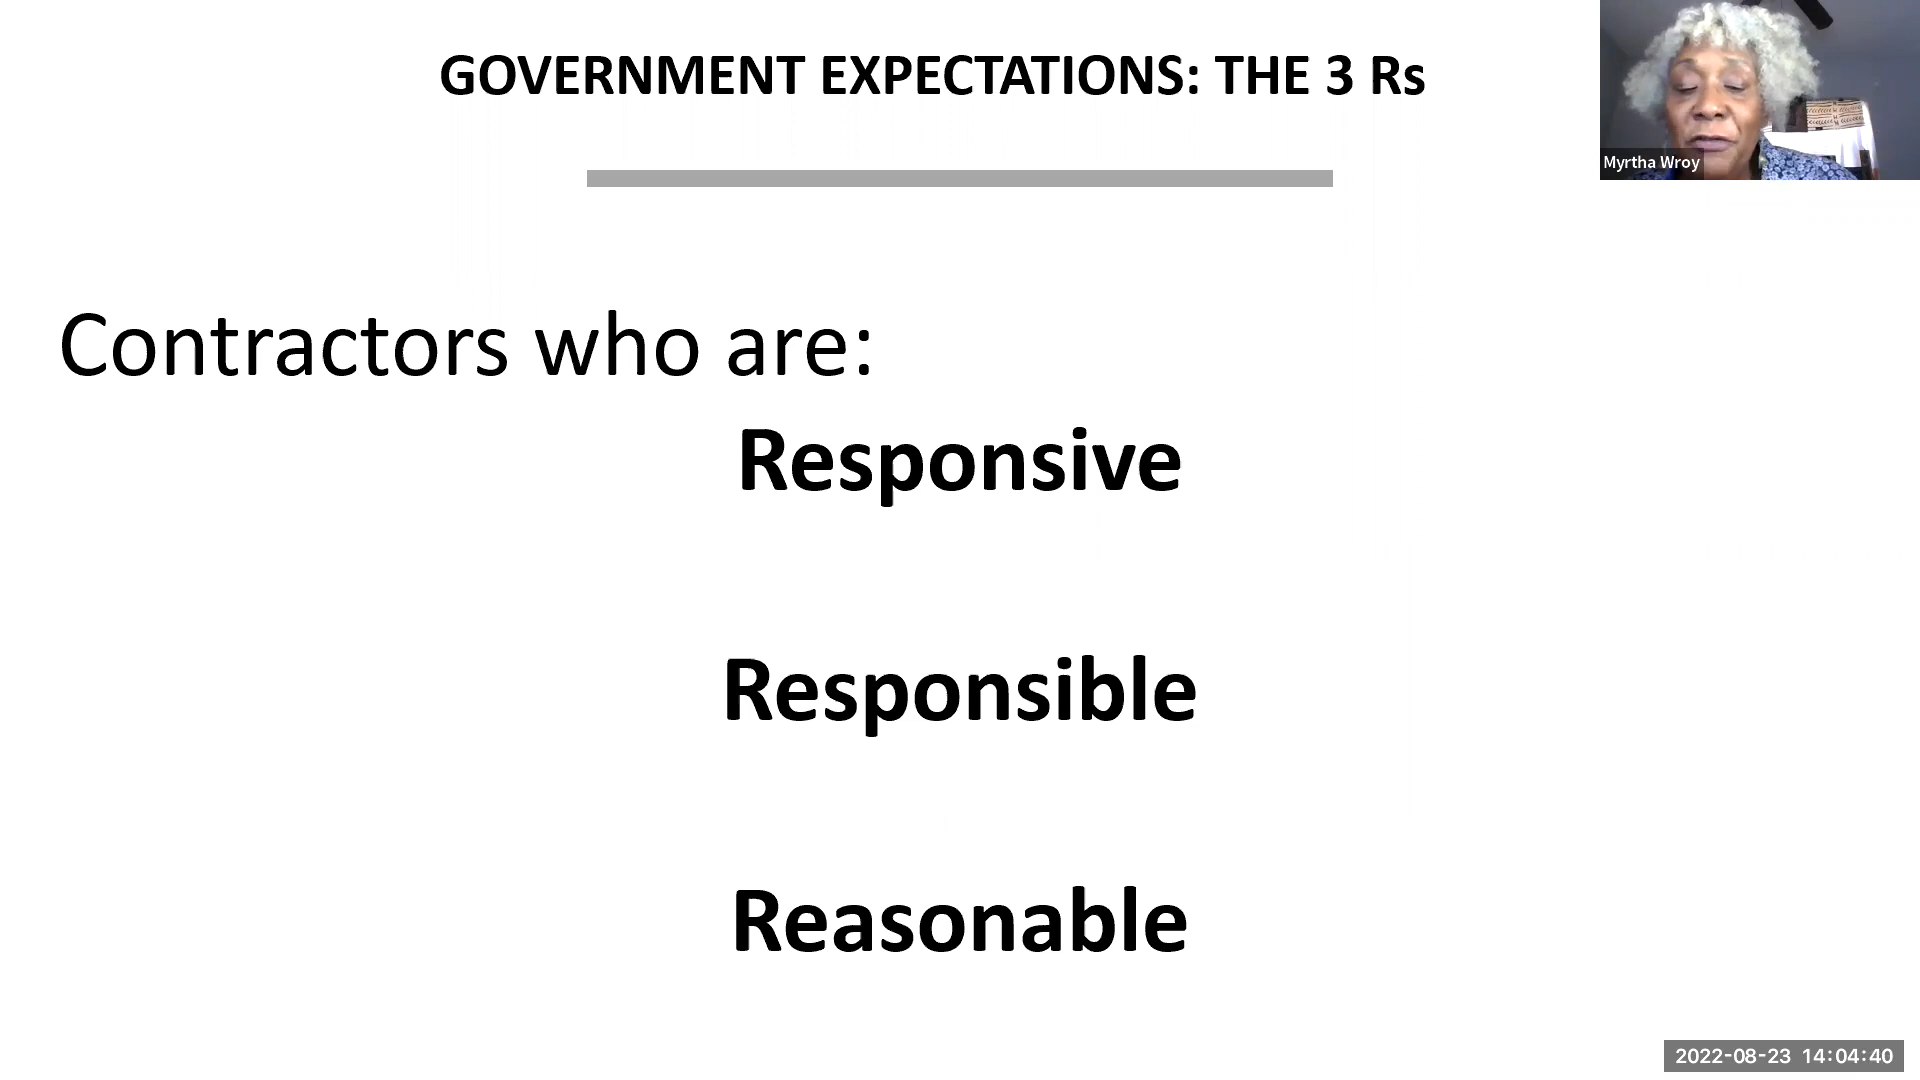 GOVERNMENT EXPECTATIONS: THE 3 Rs
Myrtha Wroy
Contractors who are:
Responsive
Responsible
Reasonable
2022-08-23 14:04:40